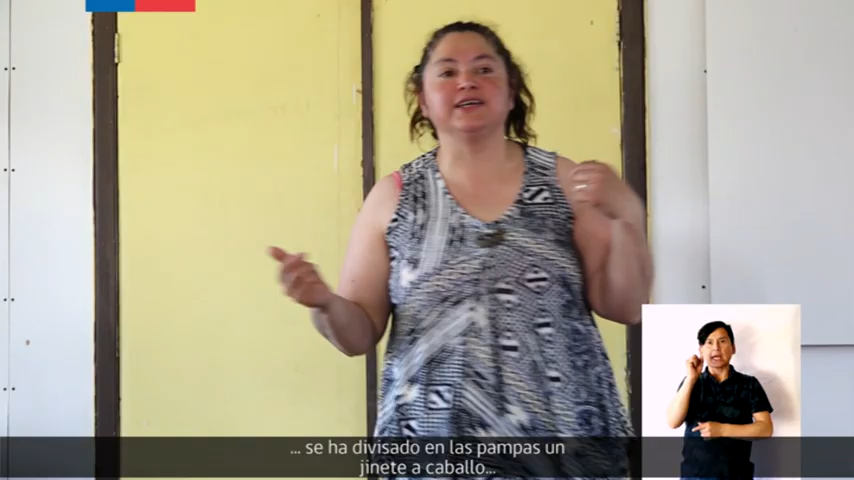 ... se ha divisado en las pampas un
jinete a caballo...